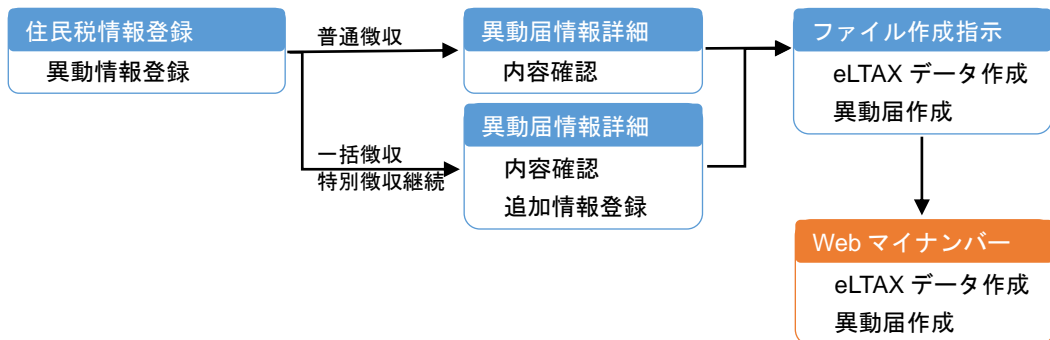 住民税情報登録
異動情報登録
普通徴収
一括徴収
特別徴収継続
異動届情報詳細
内容確認
異動届情報詳細
内容確認
追加情報登録
ファイル作成指示
eLTAX データ作成
異動届作成
Web マイナンバー
eLTAX データ作成
異動届作成